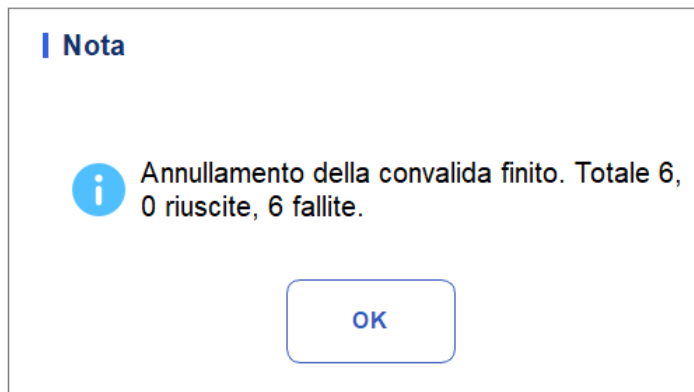 Nota
Annullamento della convalida finito. Totale 6,
0 riuscite, 6 fallite.
OK